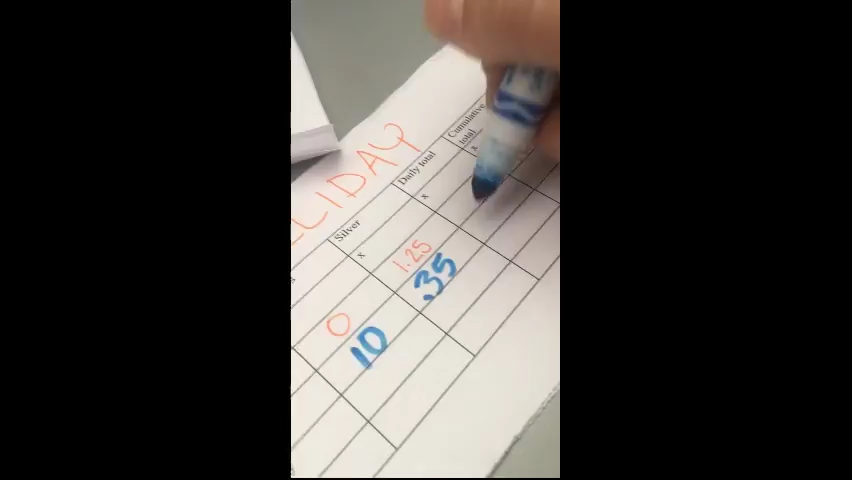 LIDAY
Silver
Daily total
Cumulative
total
x
x
x
0
1.25
x
10
.35